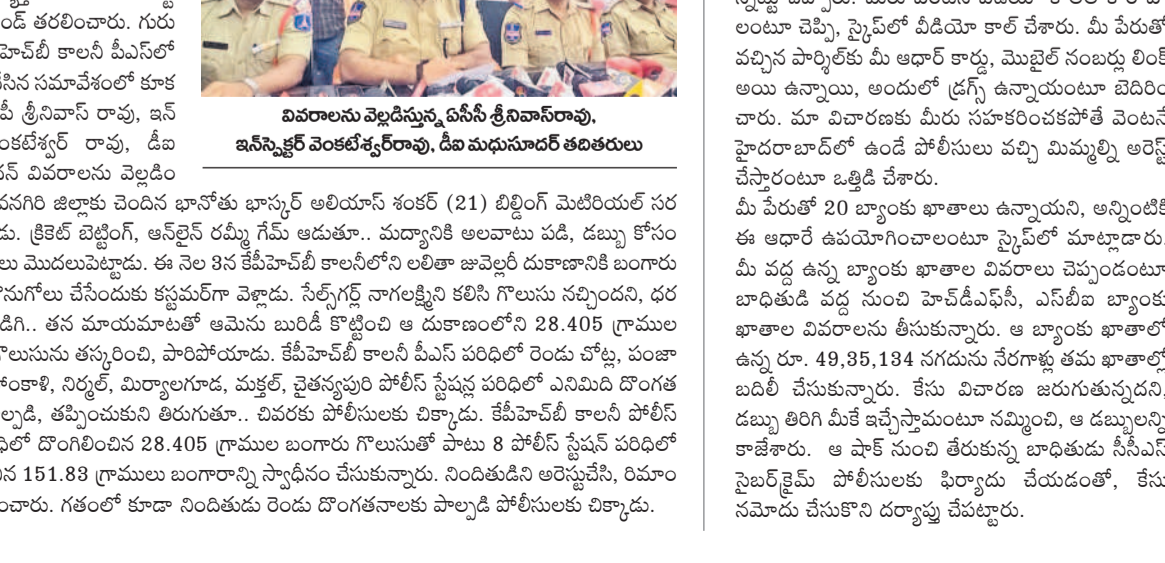 ండ్ తరలించారు. గురు
హెచ్‌బీ కాలనీ పీఎస్‌లో
సిన సమావేశంలో కూక
పీ శ్రీనివాస్ రావు, ఇన్
ంకటేశ్వర్ రావు, డీఐ
దన్ వివరాలను వెల్లడిం
వివరాలను వెల్లడిస్తున్న ఏసీపీ శ్రీనివాస్‌రావు,
ఇన్‌స్పెక్టర్ వెంకటేశ్వర్‌రావు, డీఐ మధుసూదర్ తదితరులు
వనగిరి జిల్లాకు చెందిన భానోతు భాస్కర్ అలియాస్ శంకర్ (21) బిల్డింగ్ మెటిరియల్ సర
డు. క్రికెట్ బెట్టింగ్, ఆన్‌లైన్ రమ్మీ గేమ్ ఆడుతూ.. మద్యానికి అలవాటు పడి, డబ్బు కోసం
లు మొదలుపెట్టాడు. ఈ నెల 3న కేపీహెచ్‌బీ కాలనీలోని లలితా జువెల్లరీ దుకాణానికి బంగారు
నుగోలు చేసేందుకు కస్టమర్‌గా వెళ్లాడు. సేల్స్‌గర్ల్ నాగలక్ష్మిని కలిసి గొలుసు నచ్చిందని, ధర
డిగి.. తన మాయమాటతో ఆమెను బురిడీ కొట్టించి ఆ దుకాణంలోని 28.405 గ్రాముల
గొలుసును తస్కరించి, పారిపోయాడు. కేపీహెచ్‌బీ కాలనీ పీఎస్ పరిధిలో రెండు చోట్ల, పంజా
హాంకాళి, నిర్మల్, మిర్యాలగూడ, మక్తల్, చైతన్యపురి పోలీస్ స్టేషన్ల పరిధిలో ఎనిమిది దొంగత
ల్పడి, తప్పించుకుని తిరుగుతూ.. చివరకు పోలీసులకు చిక్కాడు. కేపీహెచ్‌బీ కాలనీ పోలీస్
ధిలో దొంగిలించిన 28.405 గ్రాముల బంగారు గొలుసుతో పాటు 8 పోలీస్ స్టేషన్ పరిధిలో
న 151.83 గ్రాములు బంగారాన్ని స్వాధీనం చేసుకున్నారు. నిందితుడిని అరెస్టుచేసి, రిమాం
ంచారు. గతంలో కూడా నిందితుడు రెండు దొంగతనాలకు పాల్పడి పోలీసులకు చిక్కాడు.
లంటూ చెప్పి, స్కైప్‌లో వీడియో కాల్ చేశారు. మీ పేరుతో
వచ్చిన పార్శిల్‌కు మీ ఆధార్ కార్డు, మొబైల్ నంబర్లు లింక్
అయి ఉన్నాయి, అందులో డ్రగ్స్ ఉన్నాయంటూ బెదిరిం
చారు. మా విచారణకు మీరు సహకరించకపోతే వెంటనే
హైదరాబాద్‌లో ఉండే పోలీసులు వచ్చి మిమ్మల్ని అరెస్ట్
చేస్తారంటూ ఒత్తిడి చేశారు.
మీ పేరుతో 20 బ్యాంకు ఖాతాలు ఉన్నాయని, అన్నింటికి
ఈ ఆధారే ఉపయోగించాలంటూ స్కైప్‌లో మాట్లాడారు.
మీ వద్ద ఉన్న బ్యాంకు ఖాతాల వివరాలు చెప్పండంటూ
బాధితుడి వద్ద నుంచి హెచ్‌డీఎఫ్‌సీ, ఎస్‌బీఐ బ్యాంకు
ఖాతాల వివరాలను తీసుకున్నారు. ఆ బ్యాంకు ఖాతాలో
ఉన్న రూ. 49,35,134 నగదును నేరగాళ్లు తమ ఖాతాల్లో
బదిలీ చేసుకున్నారు. కేసు విచారణ జరుగుతున్నదని,
డబ్బు తిరిగి మీకే ఇచ్చేస్తామంటూ నమ్మించి, ఆ డబ్బులన్ని
కాజేశారు. ఆ షాక్ నుంచి తేరుకున్న బాధితుడు సీసీఎస్
సైబర్‌క్రైమ్ పోలీసులకు ఫిర్యాదు చేయడంతో, కేసు
నమోదు చేసుకొని దర్యాప్తు చేపట్టారు.